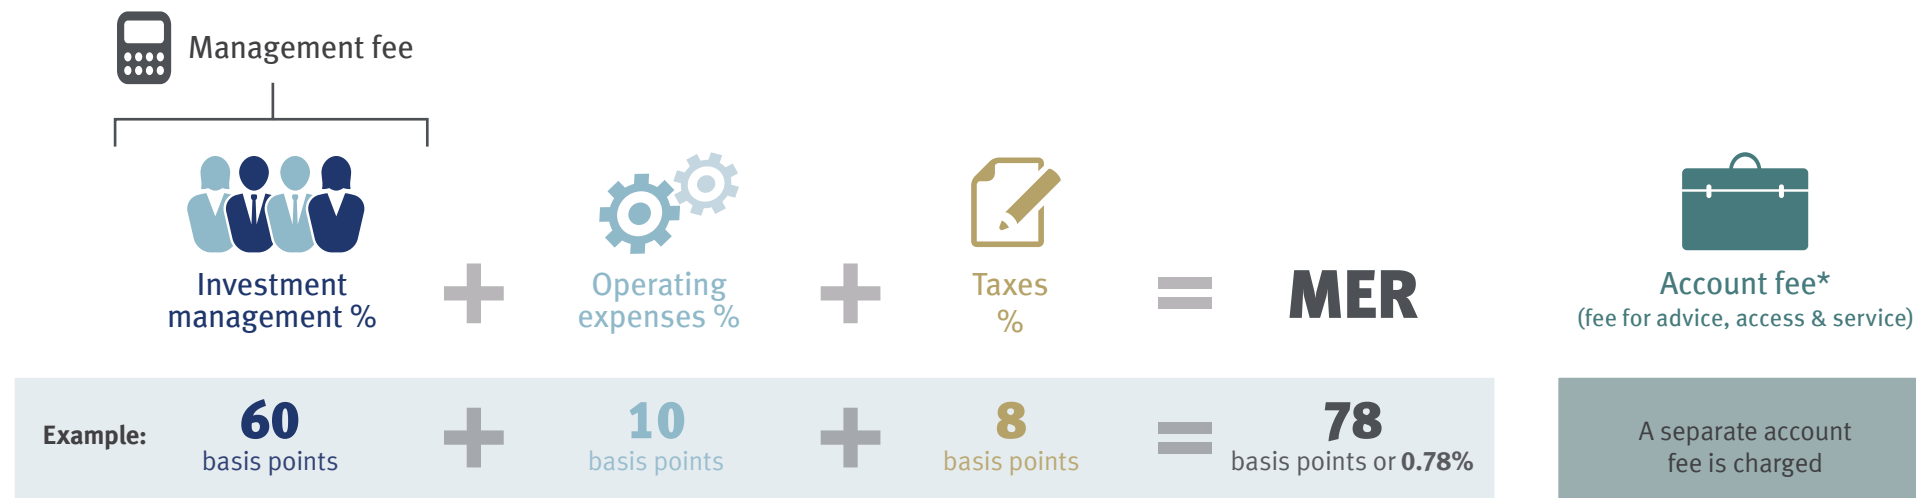 Management fee
Investment
management %
Operating
expenses %
Taxes
%
MER
Account fee*
(fee for advice, access & service)
Example:
60
basis points
10
basis points
8
basis points
78
basis points or 0.78%
A separate account
fee is charged